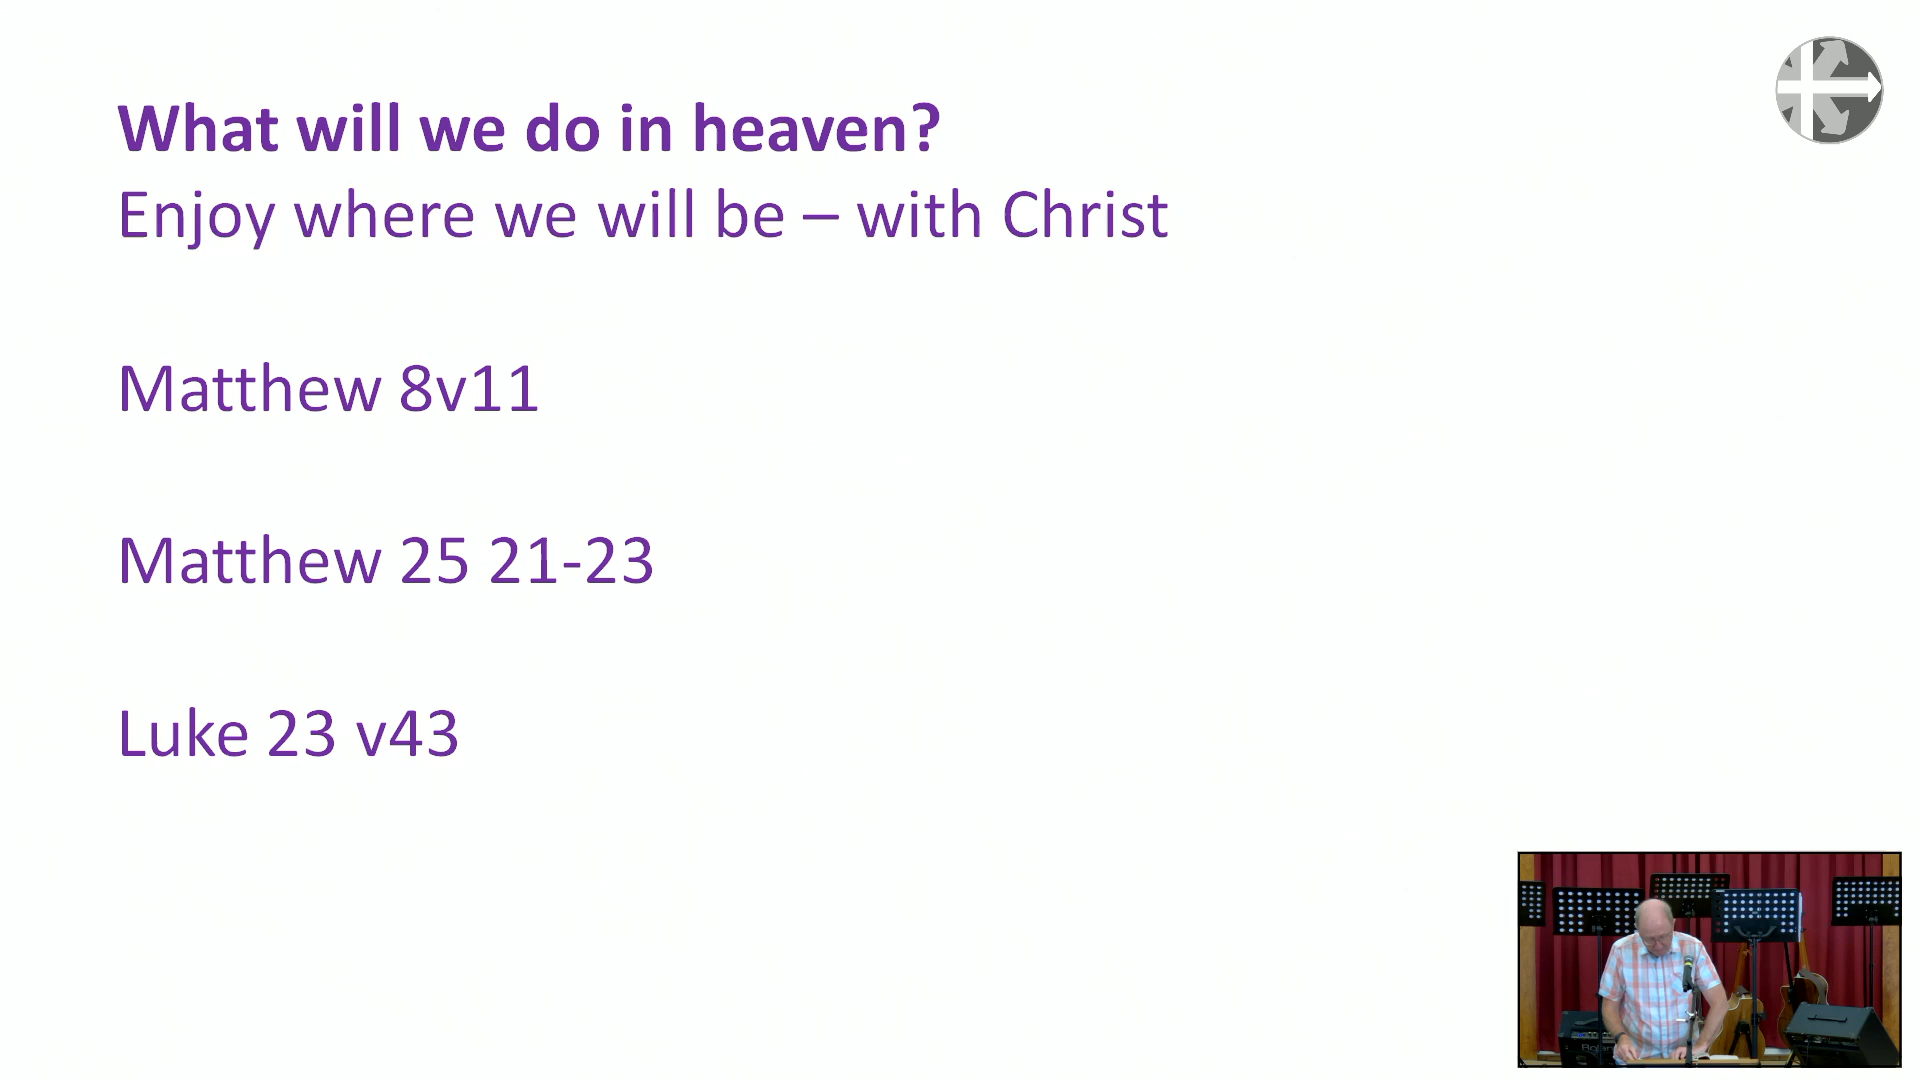 What will we do in heaven?
Enjoy where we will be – with Christ
Matthew 8v11
Matthew 25 21-23
Luke 23 v43
Roland